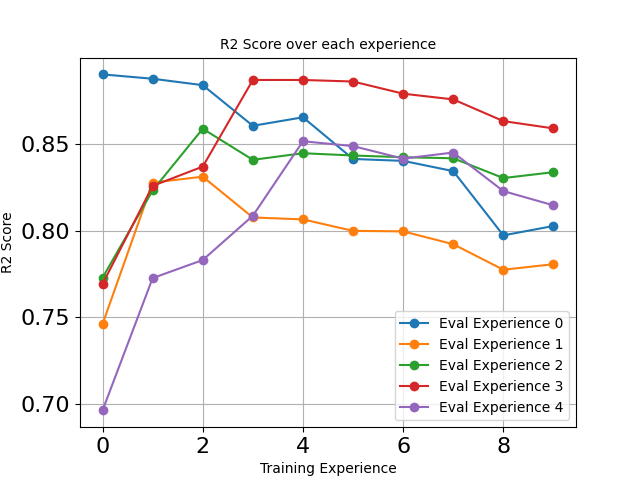 R2 Score over each experience
R2 Score
0.85
0.80
0.75
0.70
0 2 4 6 8
Training Experience
Eval Experience 0
Eval Experience 1
Eval Experience 2
Eval Experience 3
Eval Experience 4